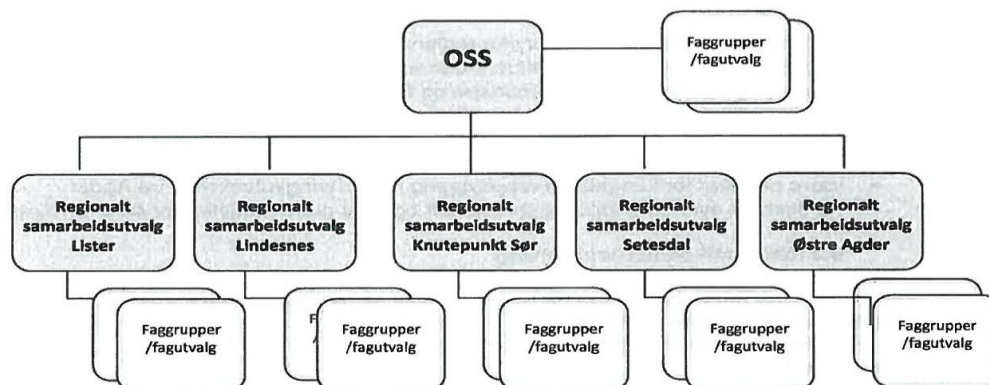 OSS
Faggrupper
/fagutvalg
Regionalt
samarbeidsutvalg
Lister
Regionalt
samarbeidsutvalg
Lindesnes
Regionalt
samarbeidsutvalg
Knutepunkt Sør
Regionalt
samarbeidsutvalg
Setesdal
Regionalt
samarbeidsutvalg
Østre Agder
Faggrupper
/fagutvalg
Faggrupper
/fagutvalg
Faggrupper
/fagutvalg
Faggrupper
/fagutvalg
Faggrupper
/fagutvalg